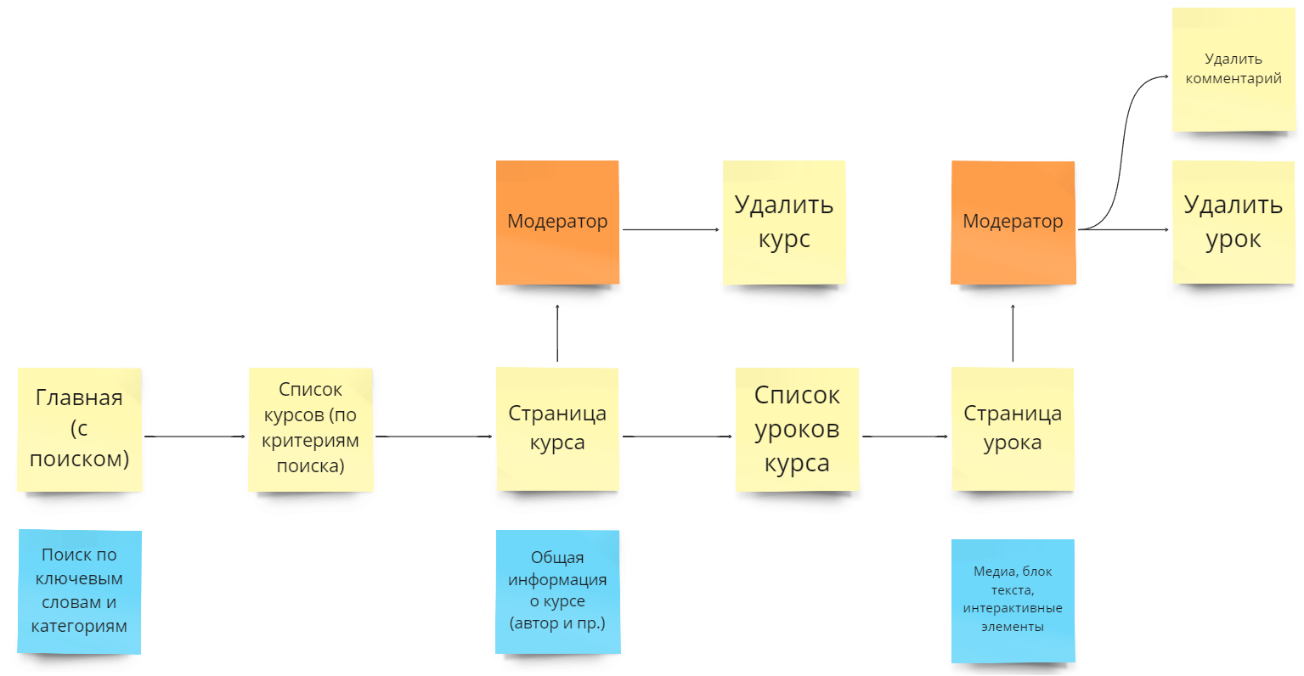 Удалить
комментарий
Модератор
Удалить
курс
Модератор
Удалить
урок
Главная
(с
поиском)
Список
курсов (по
критериям
поиска)
Страница
курса
Список
уроков
курса
Страница
урока
Поиск по
ключевым
словам и
категориям
Общая
информация
о курсе
(автор и пр.)
Медиа, блок
текста,
интерактивные
элементы